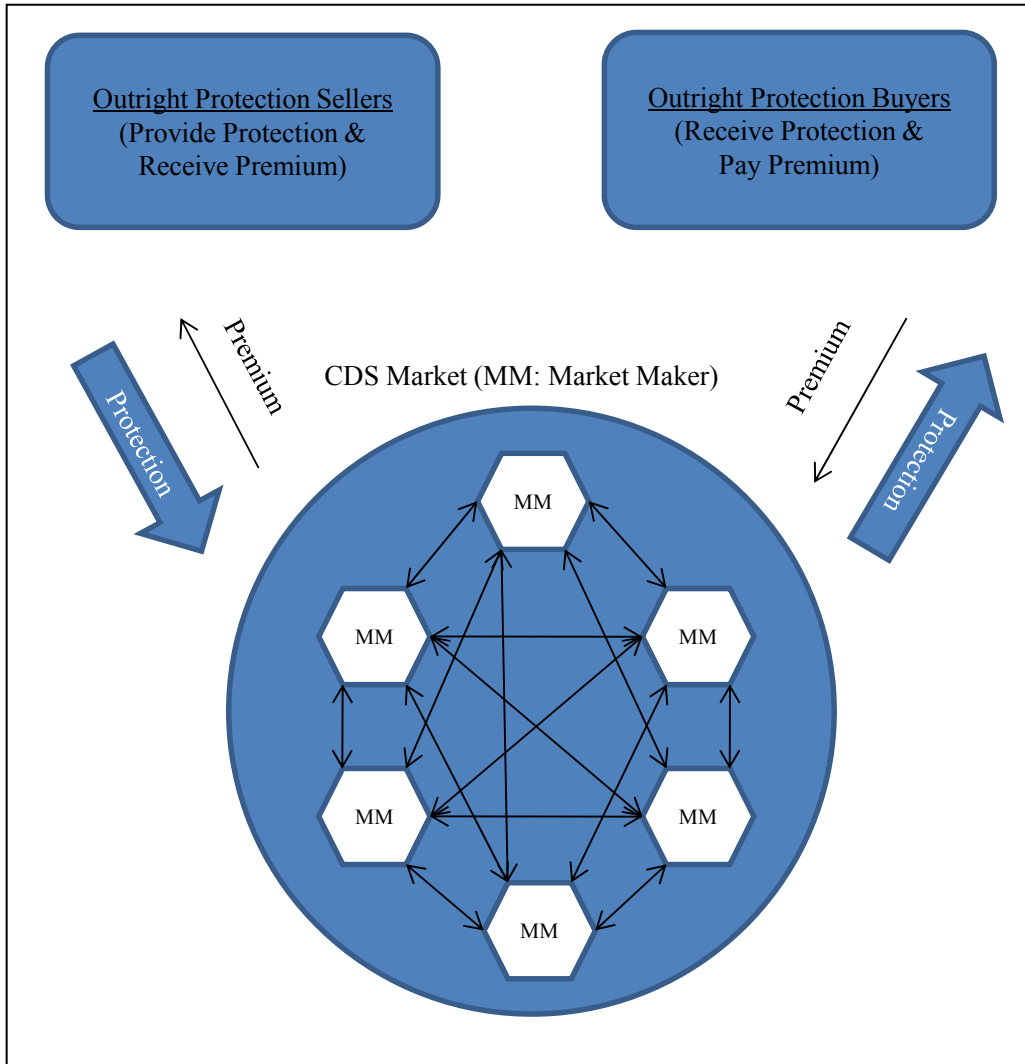 Outright Protection Sellers
(Provide Protection &
Receive Premium)
Outright Protection Buyers
(Receive Protection &
Pay Premium)
Premium
Protection
Premium
Protection
CDS Market (MM: Market Maker)
MM
MM
MM
MM
MM
MM